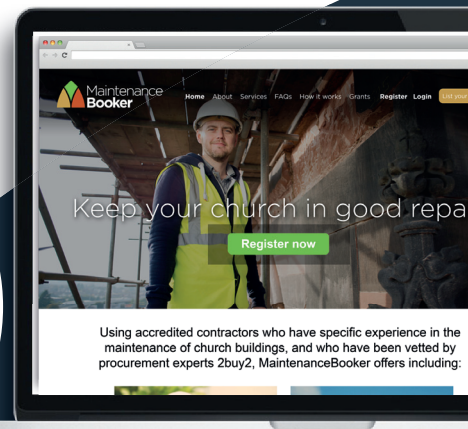 Maintenance
Booker
Home About Services FAQs How it works Grants Register Login List your
Keep your church in good repa
Register now
Using accredited contractors who have specific experience in the
maintenance of church buildings, and who have been vetted by
procurement experts 2buy2, MaintenanceBooker offers including: